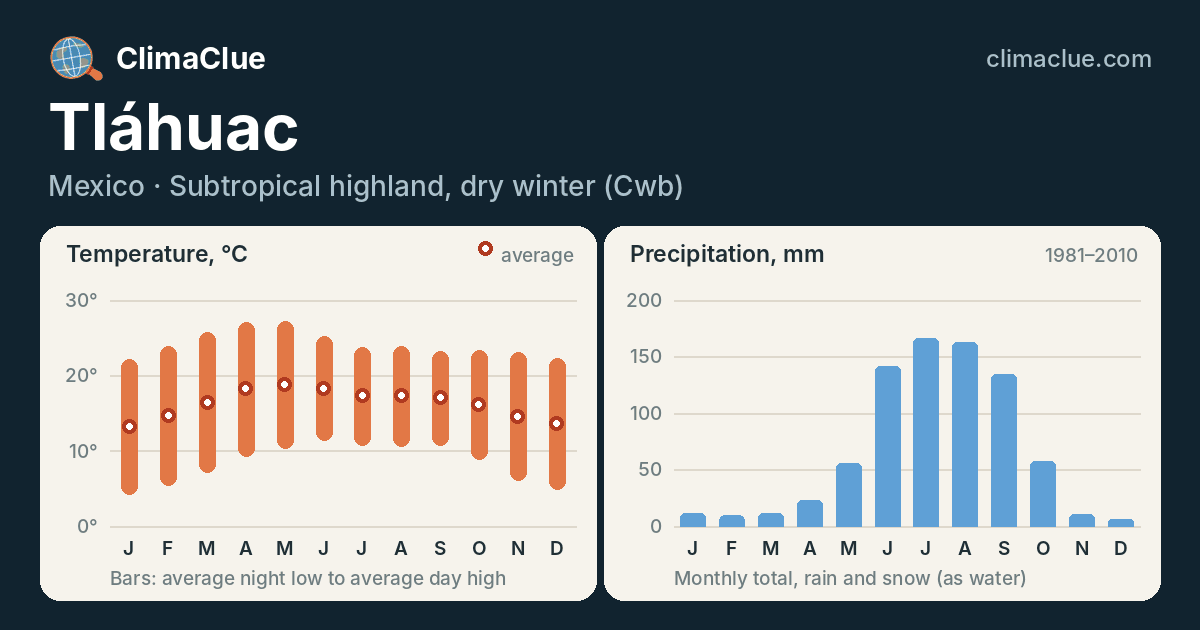 ClimaClue
climaclue.com
Tláhuac
Mexico · Subtropical highland, dry winter (Cwb)
Temperature, °C
average
30°
20°
10°
0°
J F M A M J J A S O N D
Bars: average night low to average day high
Precipitation, mm
1981–2010
200
150
100
50
0
J F M A M J J A S O N D
Monthly total, rain and snow (as water)